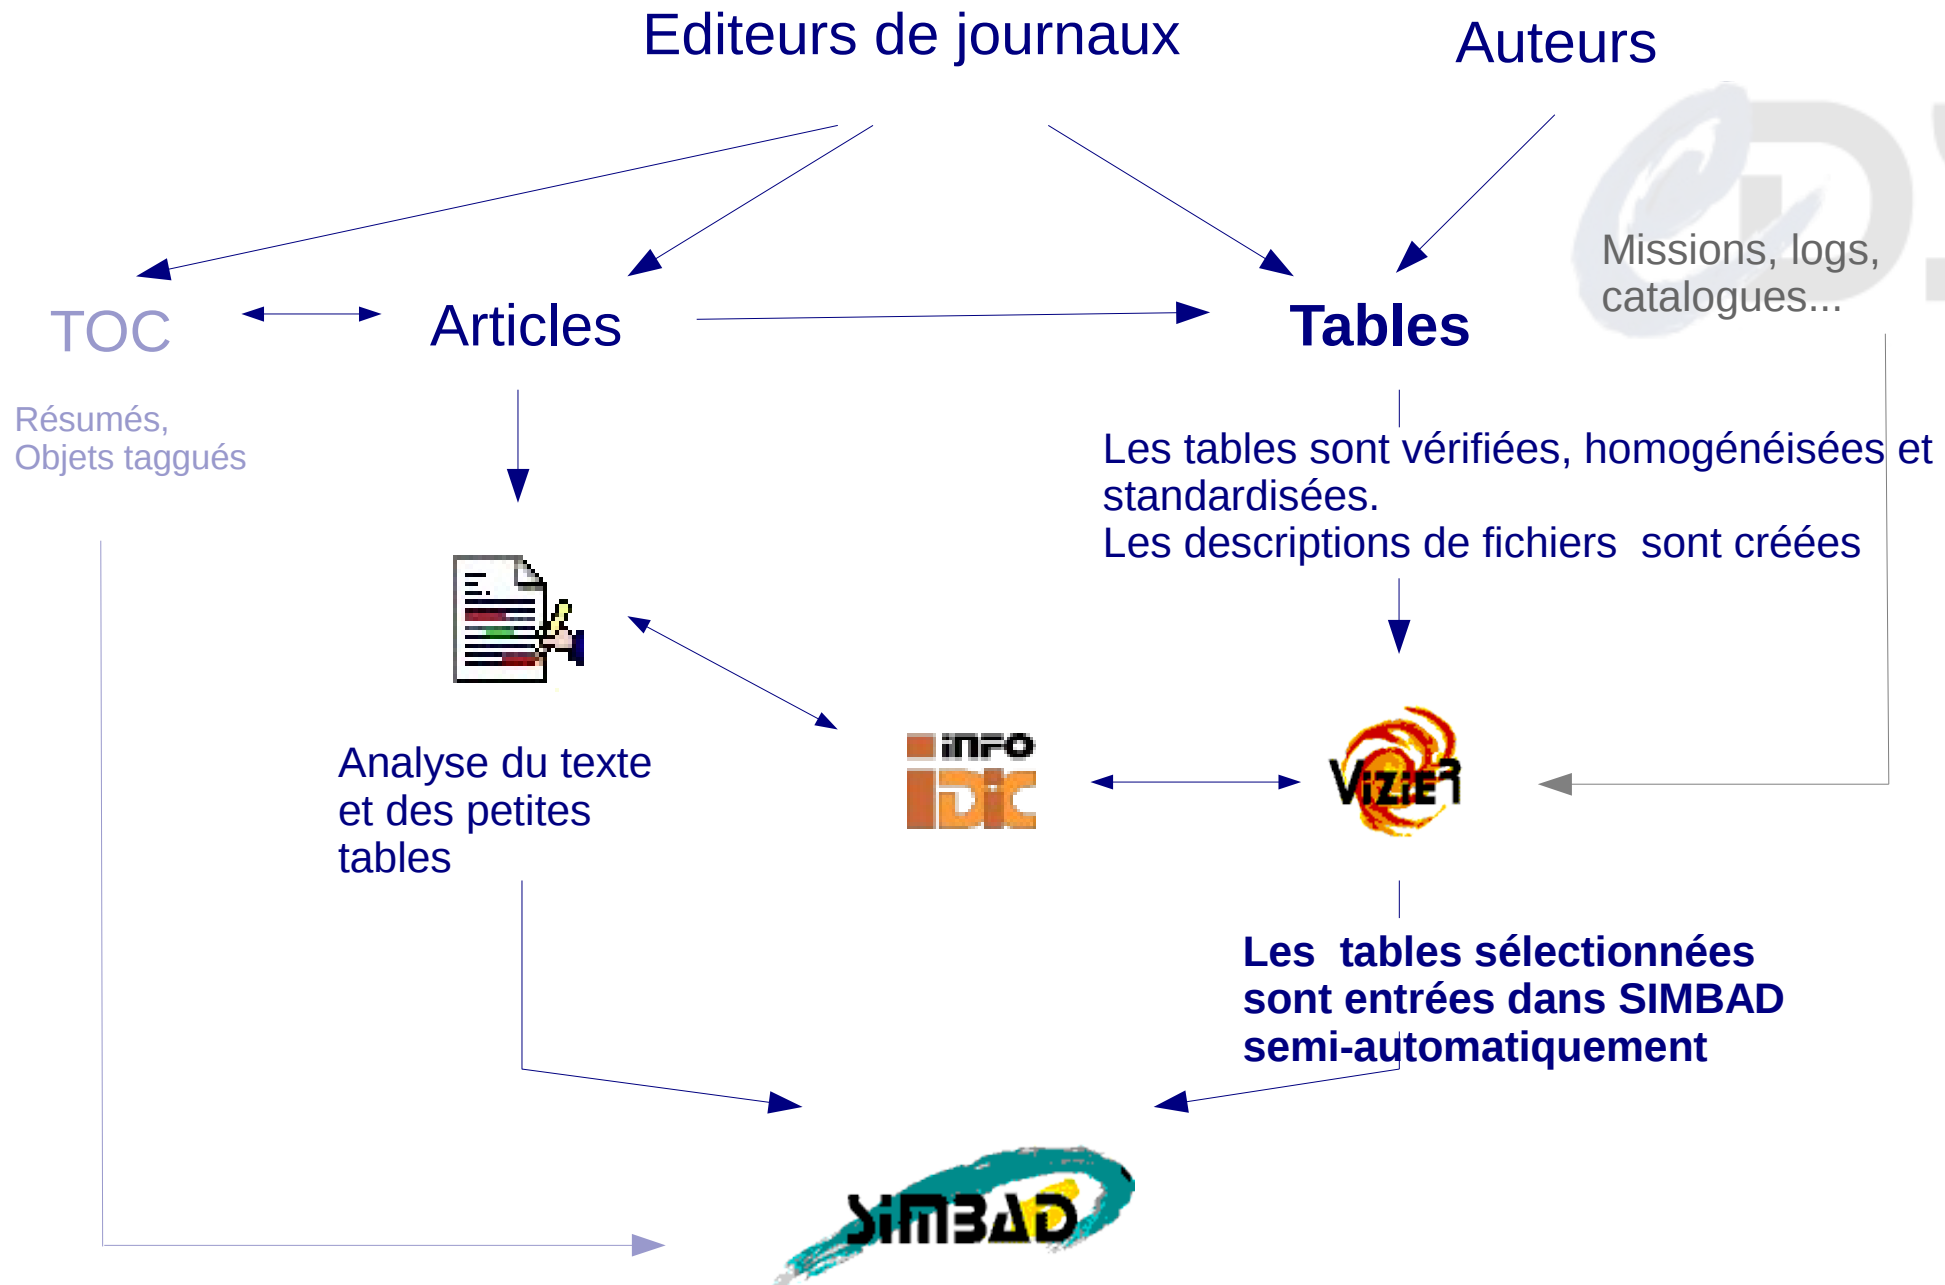 Editeurs de journaux
Auteurs
Missions, logs,
catalogues...
TOC
Articles
Tables
Résumés,
Objets taggués
Les tables sont vérifiées, homogénéisées et
standardisées.
Les descriptions de fichiers  sont créées
iNFO
DiC
ViZiER
Analyse du texte
et des petites
tables
Les  tables sélectionnées
sont entrées dans SIMBAD
semi-automatiquement
SIMBAD